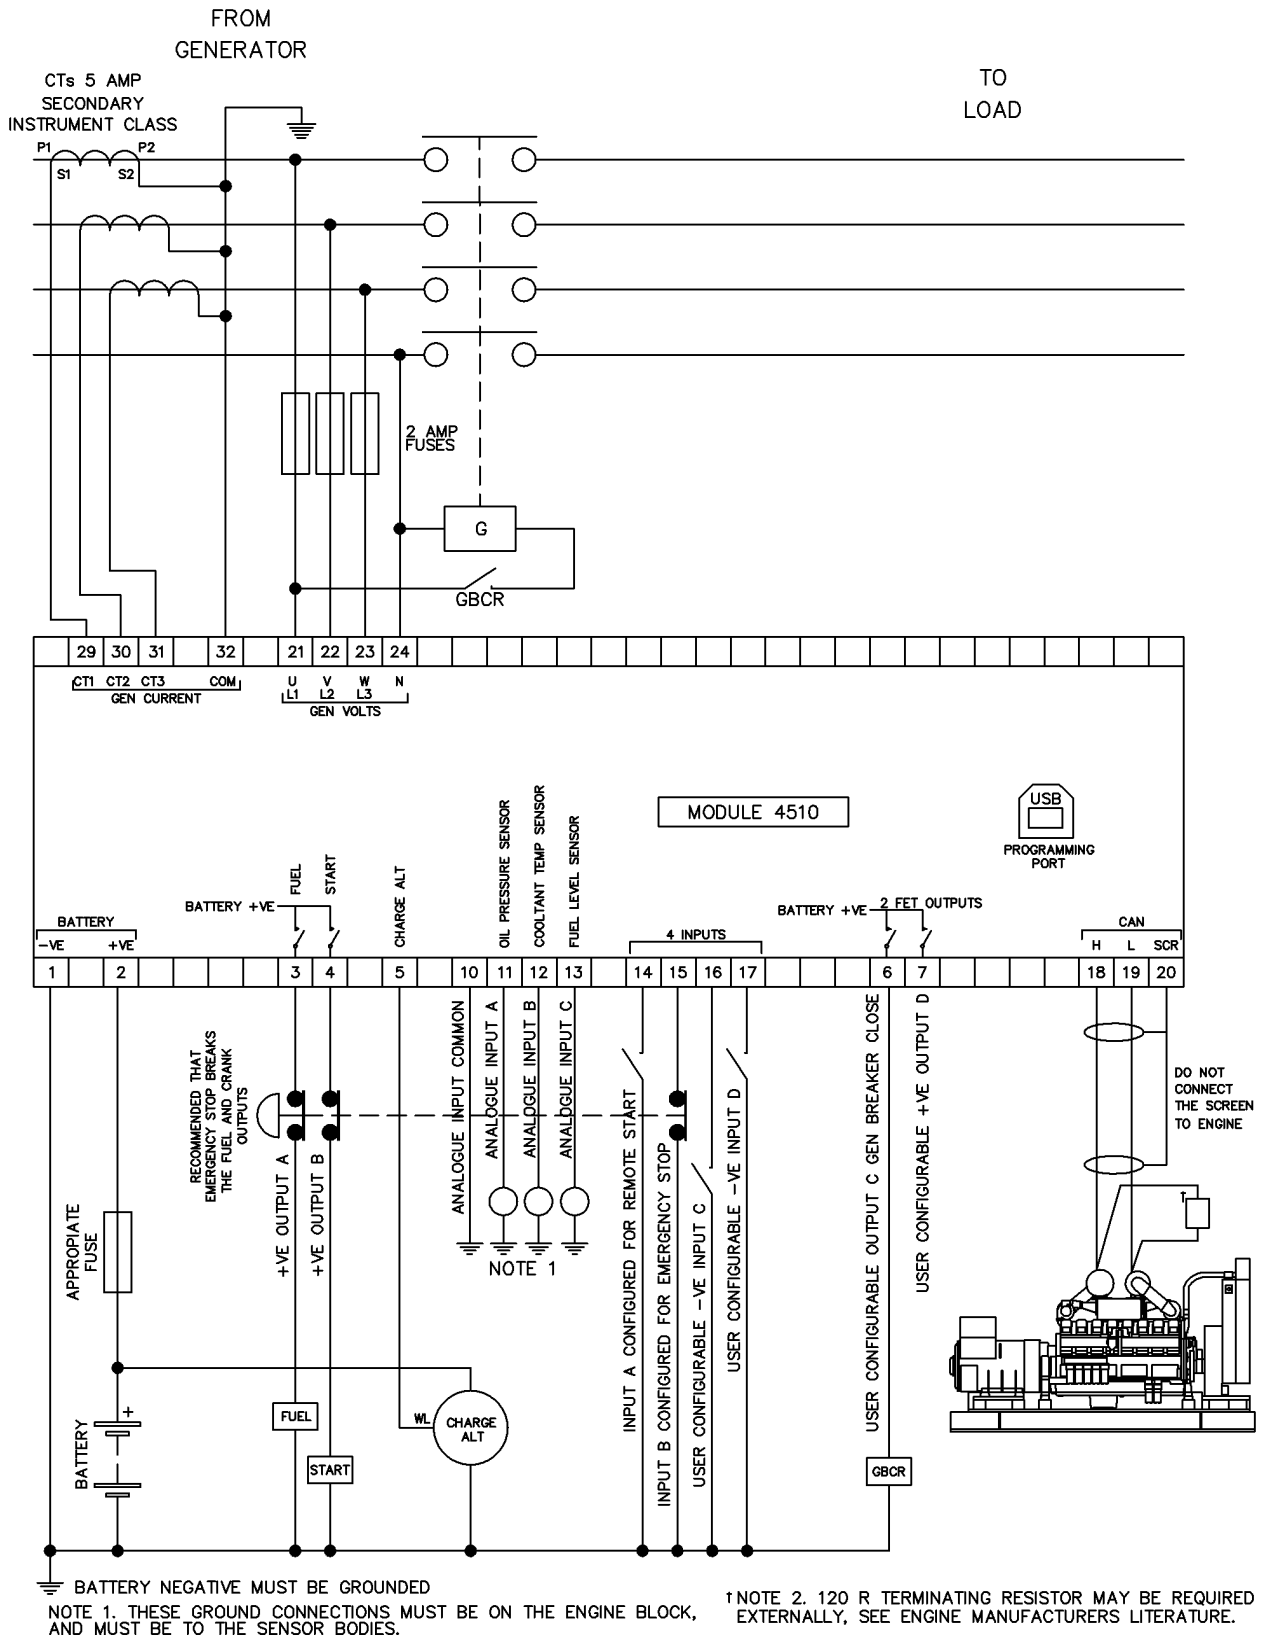 FROM
GENERATOR
CTs 5 AMP
SECONDARY
INSTRUMENT CLASS
TO
LOAD
P1
P2
S1
S2
2 AMP
FUSES
G
GBCR
29 30 31 32 21 22 23 24
CT1 CT2 CT3 COM
GEN CURRENT
U V W N
L1 L2 L3
GEN VOLTS
MODULE 4510
USB
PROGRAMMING
PORT
FUEL
START
CHARGE ALT
OIL PRESSURE SENSOR
COOLTANT TEMP SENSOR
FUEL LEVEL SENSOR
BATTERY +VE
BATTERY +VE
2 FET OUTPUTS
BATTERY
-VE +VE
4 INPUTS
CAN
H L SCR
1 2 3 4 5 10 11 12 13 14 15 16 17 6 7 18 19 20
RECOMMENDED THAT
EMERGENCY STOP BREAKS
THE FUEL AND CRANK
OUTPUTS
+VE OUTPUT A
+VE OUTPUT B
ANALOGUE INPUT COMMON
ANALOGUE INPUT A
ANALOGUE INPUT B
ANALOGUE INPUT C
NOTE 1
INPUT A CONFIGURED FOR REMOTE START
INPUT B CONFIGURED FOR EMERGENCY STOP
USER CONFIGURABLE -VE INPUT C
USER CONFIGURABLE -VE INPUT D
USER CONFIGURABLE OUTPUT C GEN BREAKER CLOSE
USER CONFIGURABLE +VE OUTPUT D
DO NOT
CONNECT
THE SCREEN
TO ENGINE
†
APPROPIATE
FUSE
+
BATTERY
FUEL
START
WL
CHARGE
ALT
GBCR
BATTERY NEGATIVE MUST BE GROUNDED
NOTE 1. THESE GROUND CONNECTIONS MUST BE ON THE ENGINE BLOCK,
AND MUST BE TO THE SENSOR BODIES.
†NOTE 2. 120 R TERMINATING RESISTOR MAY BE REQUIRED
EXTERNALLY, SEE ENGINE MANUFACTURERS LITERATURE.